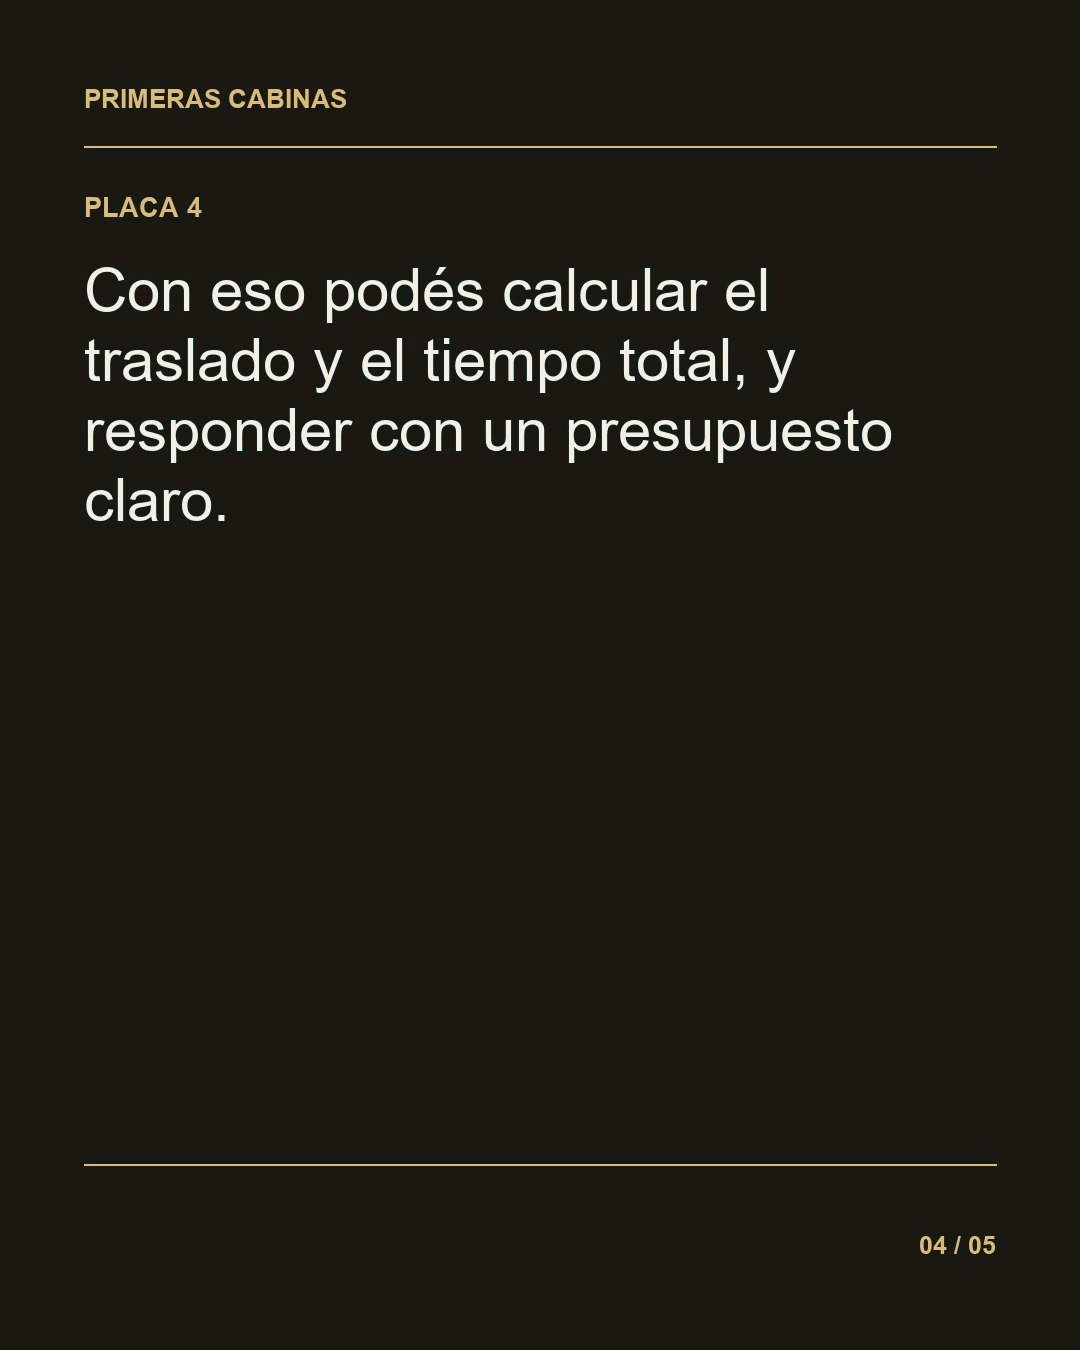 PRIMERAS CABINAS
PLACA 4
Con eso podés calcular el
traslado y el tiempo total, y
responder con un presupuesto
claro.
04 / 05